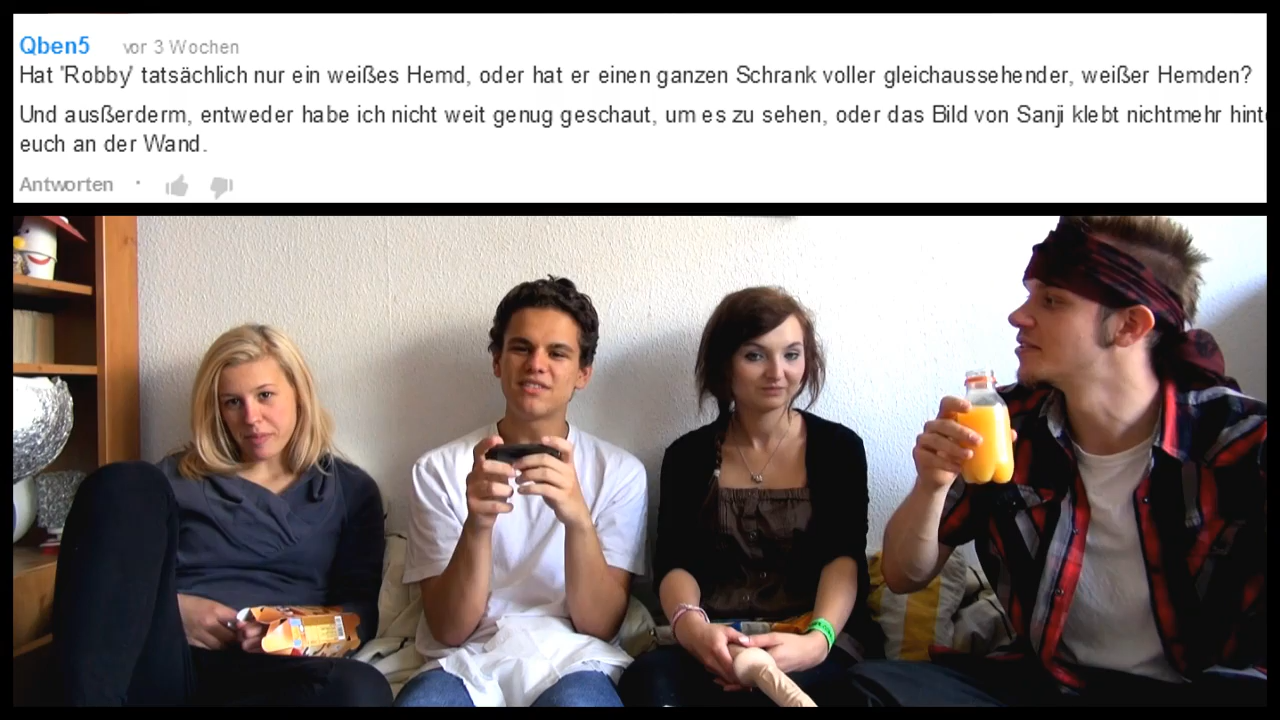 Qben5 vor 3 Wochen
Hat 'Robby' tatsächlich nur ein weißes Hemd, oder hat er einen ganzen Schrank voller gleichaussehender, weißer Hemden?
Und ausßerderm, entweder habe ich nicht weit genug geschaut, um es zu sehen, oder das Bild von Sanji klebt nichtmehr hint
euch an der Wand.
Antworten ·